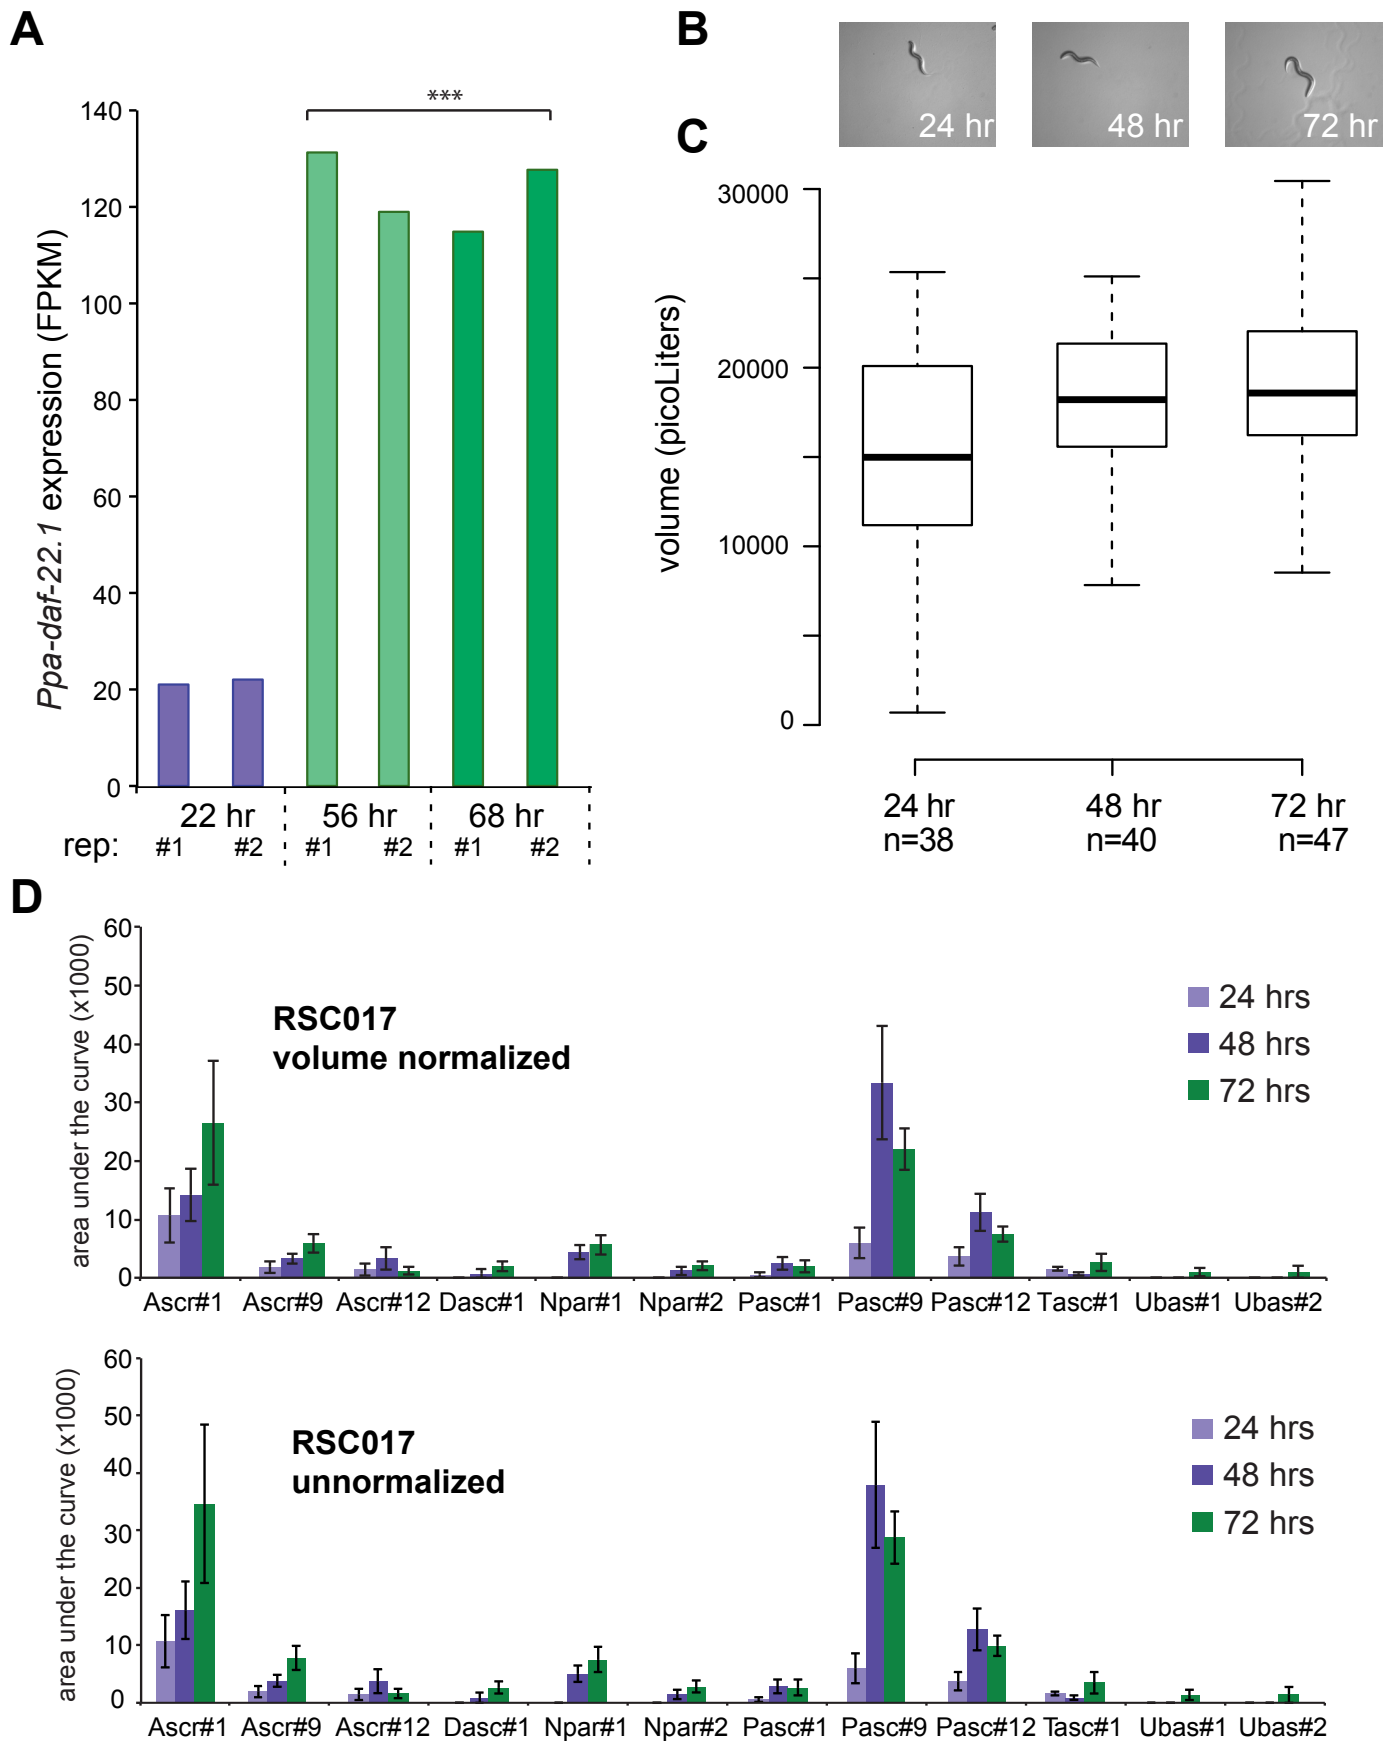 A
***
140
120
100
80
60
40
20
0
Ppa-daf-22.1 expression (FPKM)
22 hr 56 hr 68 hr
rep: #1 #2 #1 #2 #1 #2
B
24 hr 48 hr 72 hr
C
30000
20000
10000
0
volume (picoLiters)
24 hr 48 hr 72 hr
n=38 n=40 n=47
D
60
50
40
30
20
10
0
area under the curve (x1000)
RSC017
volume normalized
24 hrs
48 hrs
72 hrs
Ascr#1 Ascr#9 Ascr#12 Dasc#1 Npar#1 Npar#2 Pasc#1 Pasc#9 Pasc#12 Tasc#1 Ubas#1 Ubas#2
60
50
40
30
20
10
0
area under the curve (x1000)
RSC017
unnormalized
24 hrs
48 hrs
72 hrs
Ascr#1 Ascr#9 Ascr#12 Dasc#1 Npar#1 Npar#2 Pasc#1 Pasc#9 Pasc#12 Tasc#1 Ubas#1 Ubas#2